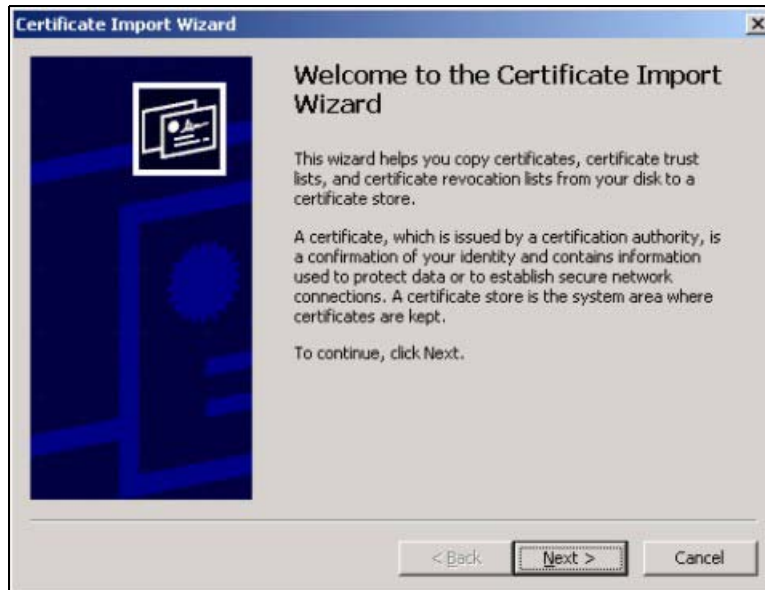 Certificate Import Wizard
Welcome to the Certificate Import
Wizard
This wizard helps you copy certificates, certificate trust
lists, and certificate revocation lists from your disk to a
certificate store.
A certificate, which is issued by a certification authority, is
a confirmation of your identity and contains information
used to protect data or to establish secure network
connections. A certificate store is the system area where
certificates are kept.
To continue, click Next.
< Back Next > Cancel